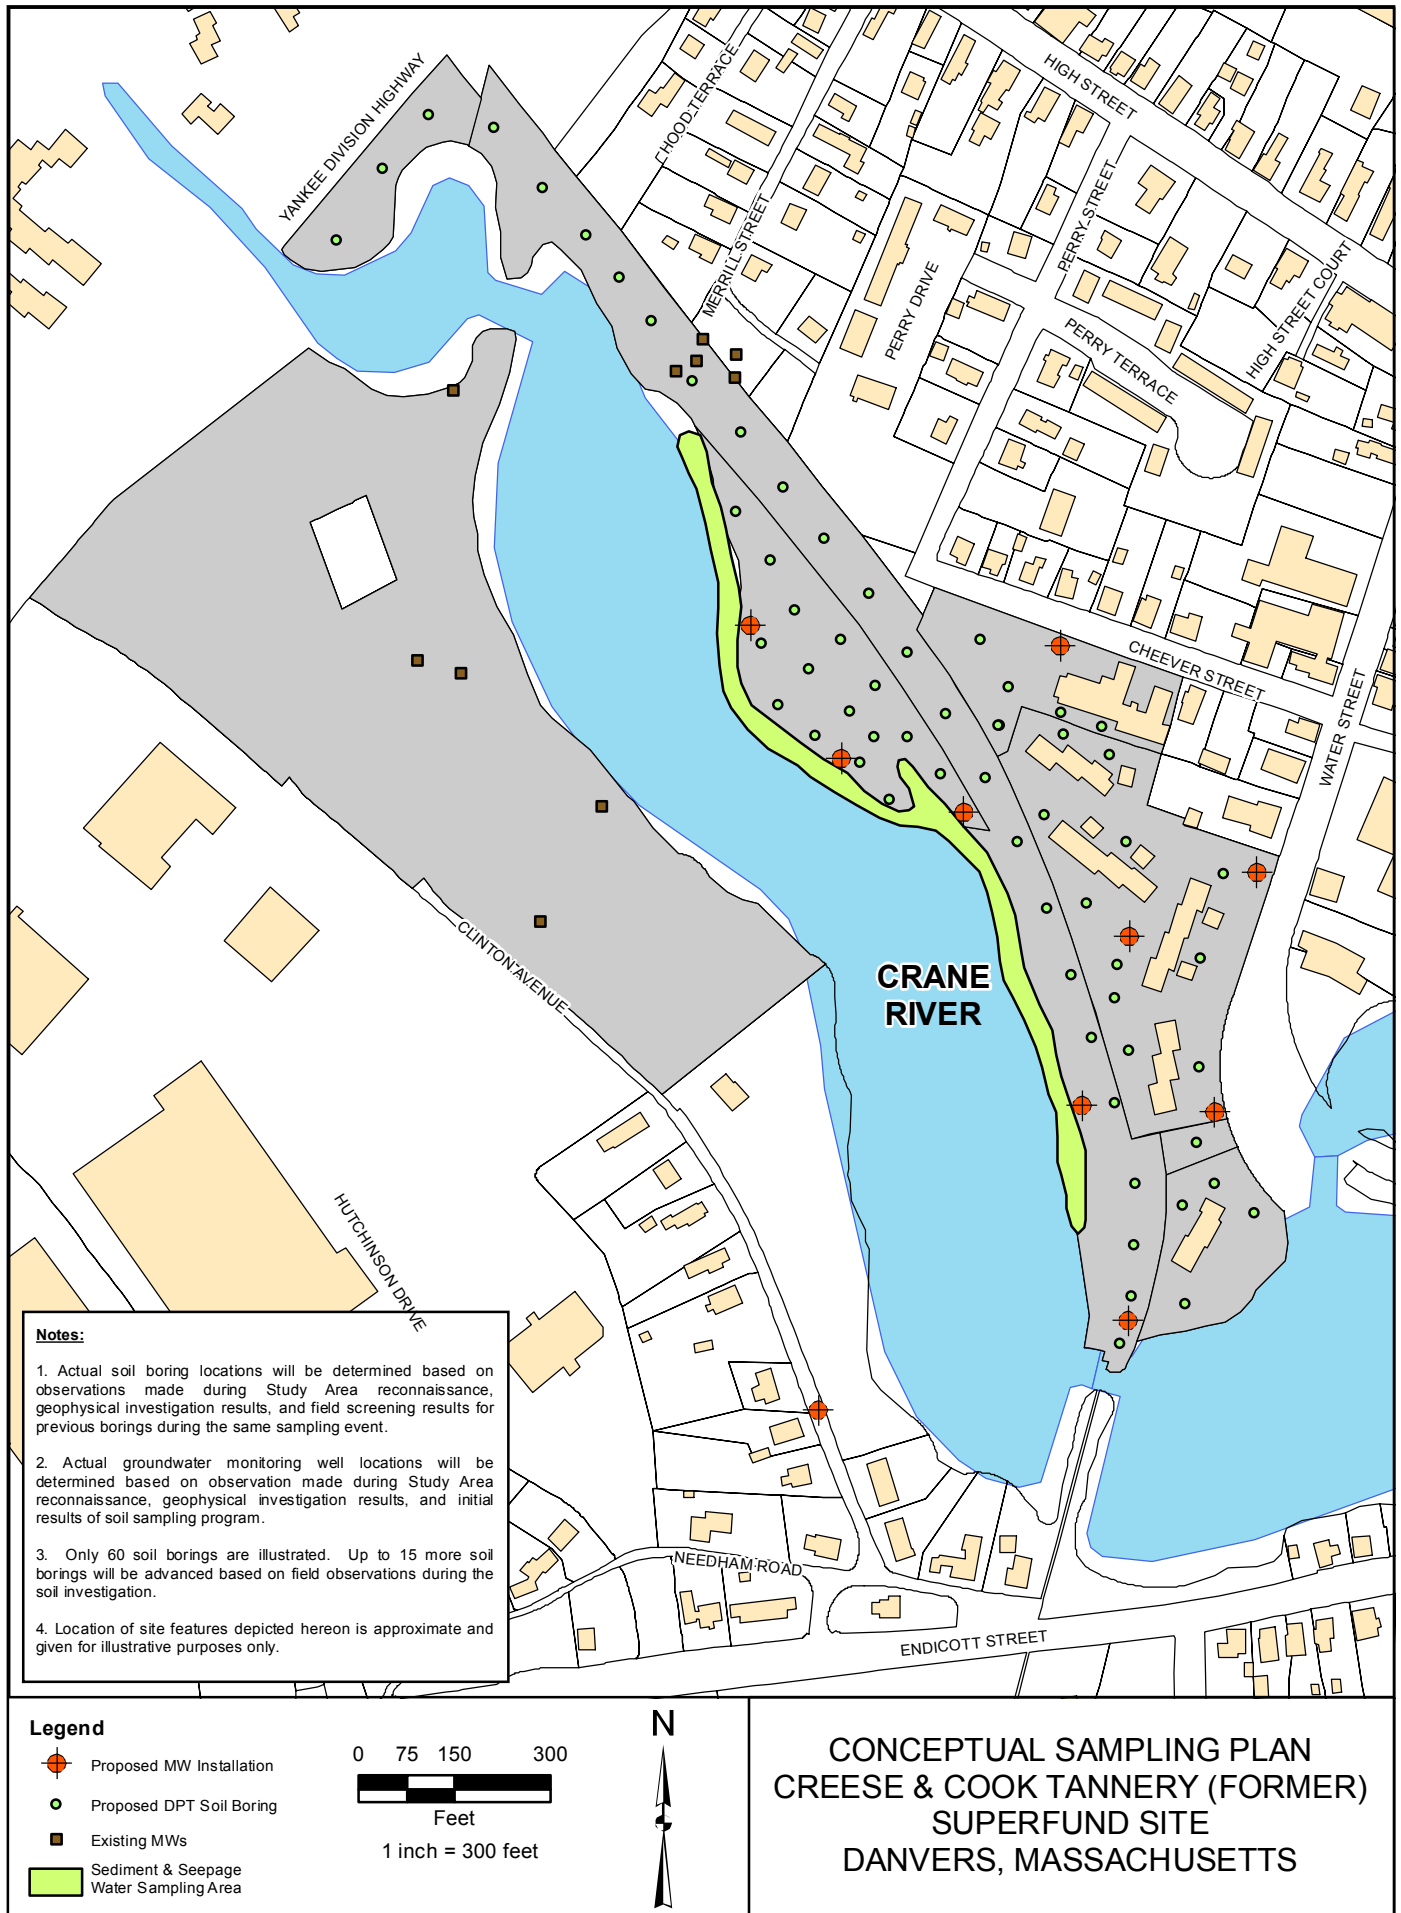 YANKEE DIVISION HIGHWAY
HOOD TERRACE
HIGH STREET
MERRILL STREET
PERRY STREET
PERRY DRIVE
HIGH STREET COURT
PERRY TERRACE
CHEEVER STREET
WATER STREET
CLINTON AVENUE
CRANE
RIVER
HUTCHINSON DRIVE
NEEDHAM ROAD
ENDICOTT STREET
Notes:
1. Actual soil boring locations will be determined based on
observations made during Study Area reconnaissance,
geophysical investigation results, and field screening results for
previous borings during the same sampling event.
2. Actual groundwater monitoring well locations will be
determined based on observation made during Study Area
reconnaissance, geophysical investigation results, and initial
results of soil sampling program.
3. Only 60 soil borings are illustrated. Up to 15 more soil
borings will be advanced based on field observations during the
soil investigation.
4. Location of site features depicted hereon is approximate and
given for illustrative purposes only.
Legend
Proposed MW Installation
Proposed DPT Soil Boring
Existing MWs
Sediment & Seepage
Water Sampling Area
0 75 150 300
Feet
1 inch = 300 feet
N
CONCEPTUAL SAMPLING PLAN
CREESE & COOK TANNERY (FORMER)
SUPERFUND SITE
DANVERS, MASSACHUSETTS